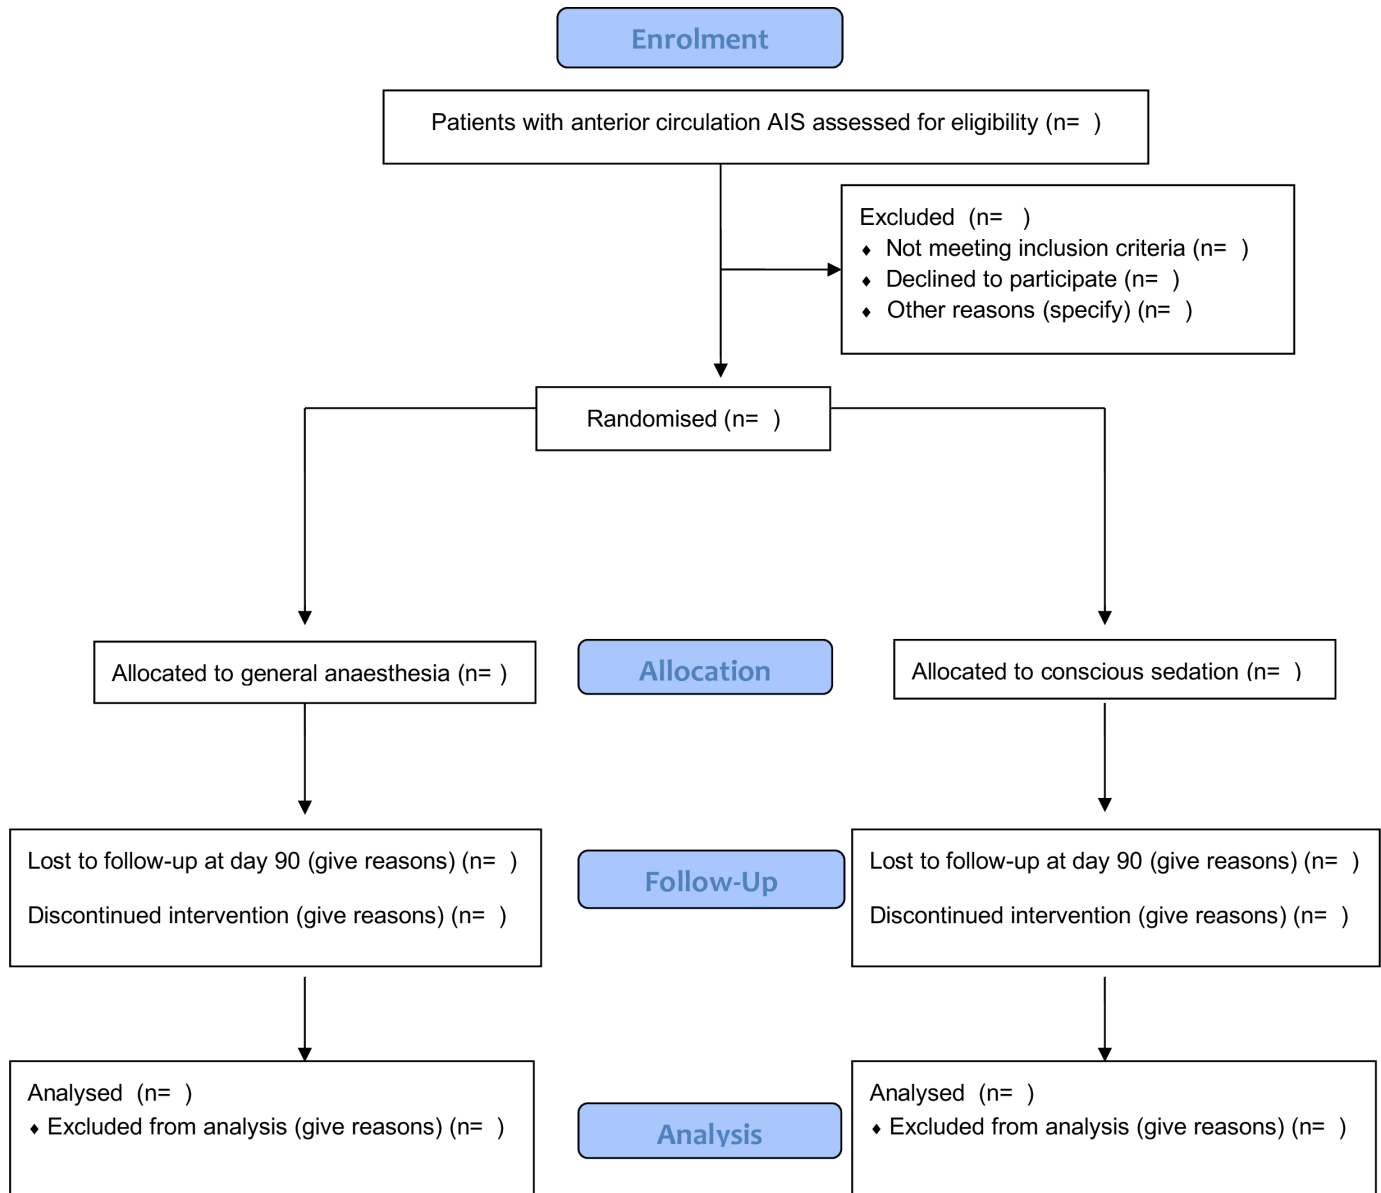 Enrolment
Patients with anterior circulation AIS assessed for eligibility (n=  )
Excluded  (n=   )
♦ Not meeting inclusion criteria (n=  )
♦ Declined to participate (n=  )
♦ Other reasons (specify) (n=  )
Randomised (n=  )
Allocated to general anaesthesia (n=  )
Allocation
Allocated to conscious sedation (n=  )
Lost to follow-up at day 90 (give reasons) (n=  )
Discontinued intervention (give reasons) (n=  )
Follow-Up
Lost to follow-up at day 90 (give reasons) (n=  )
Discontinued intervention (give reasons) (n=  )
Analysed  (n=  )
♦ Excluded from analysis (give reasons) (n=  )
Analysis
Analysed  (n=  )
♦ Excluded from analysis (give reasons) (n=  )